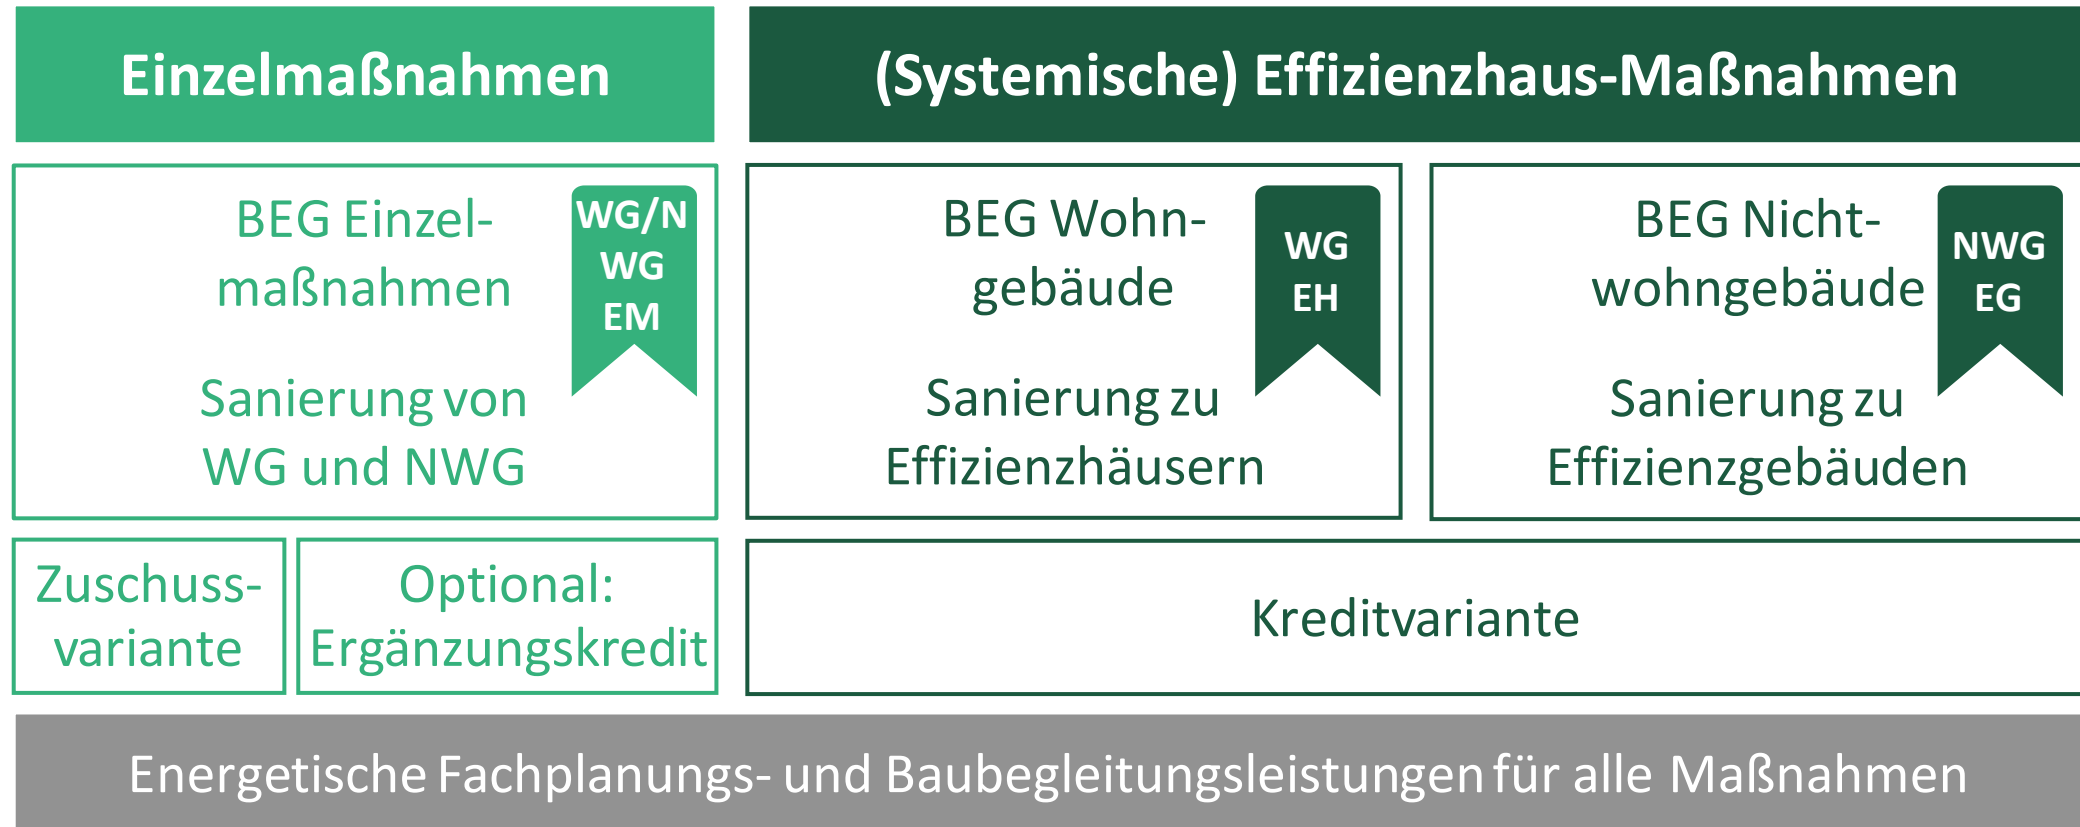 Einzelmaßnahmen
(Systemische) Effizienzhaus-Maßnahmen
BEG Einzel-
maßnahmen
Sanierung von
WG und NWG
WG/N
WG
EM
BEG Wohn-
gebäude
Sanierung zu
Effizienzhäusern
WG
EH
BEG Nicht-
wohngebäude
Sanierung zu
Effizienzgebäuden
NWG
EG
Zuschuss-
variante
Optional:
Ergänzungskredit
Kreditvariante
Energetische Fachplanungs- und Baubegleitungsleistungen für alle Maßnahmen